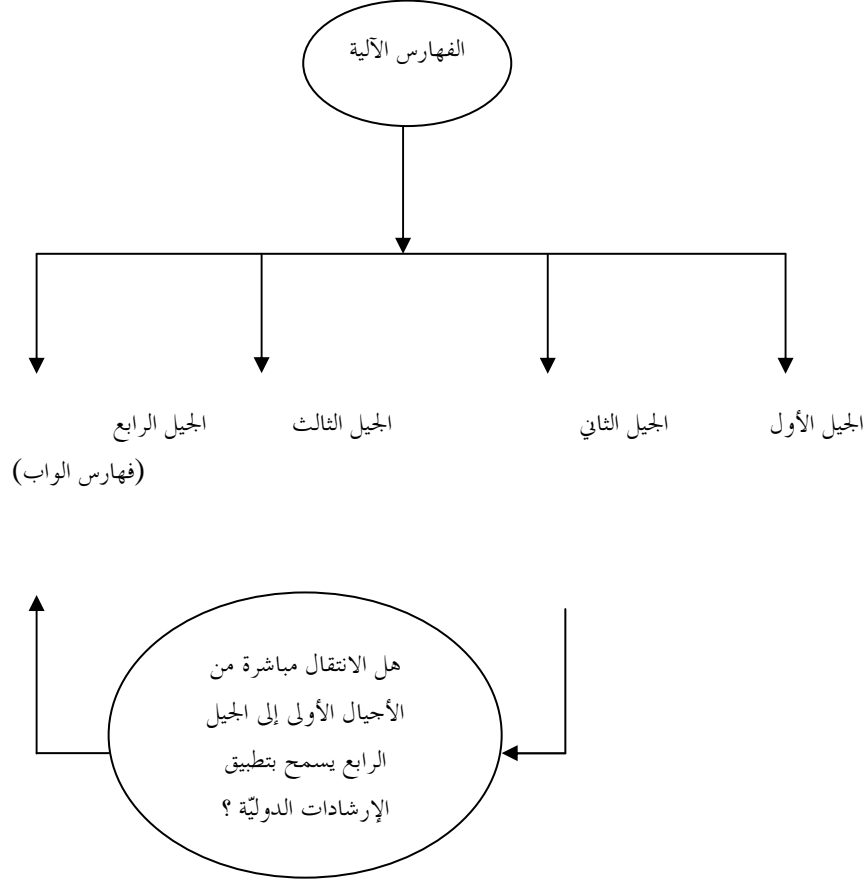 الفهارس الآلية
الجيل الأول الجيل الثاني الجيل الثالث الجيل الرابع
(فهارس الواب)
هل الانتقال مباشرة من
الأجيال الأولى إلى الجيل
الرابع يسمح بتطبيق
الإرشادات الدوليّة ؟